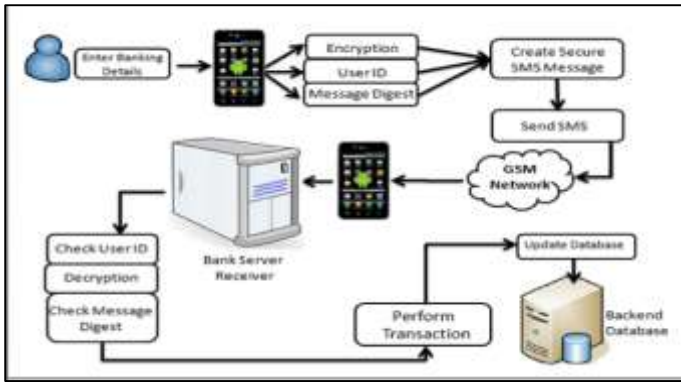 Enter Banking
Details
Encryption
User ID
Message Digest
Create Secure
SMS Message
Send SMS
GSM
Network
Bank Server
Receiver
Check User ID
Decryption
Check Message
Digest
Perform
Transaction
Update Database
Backend
Database